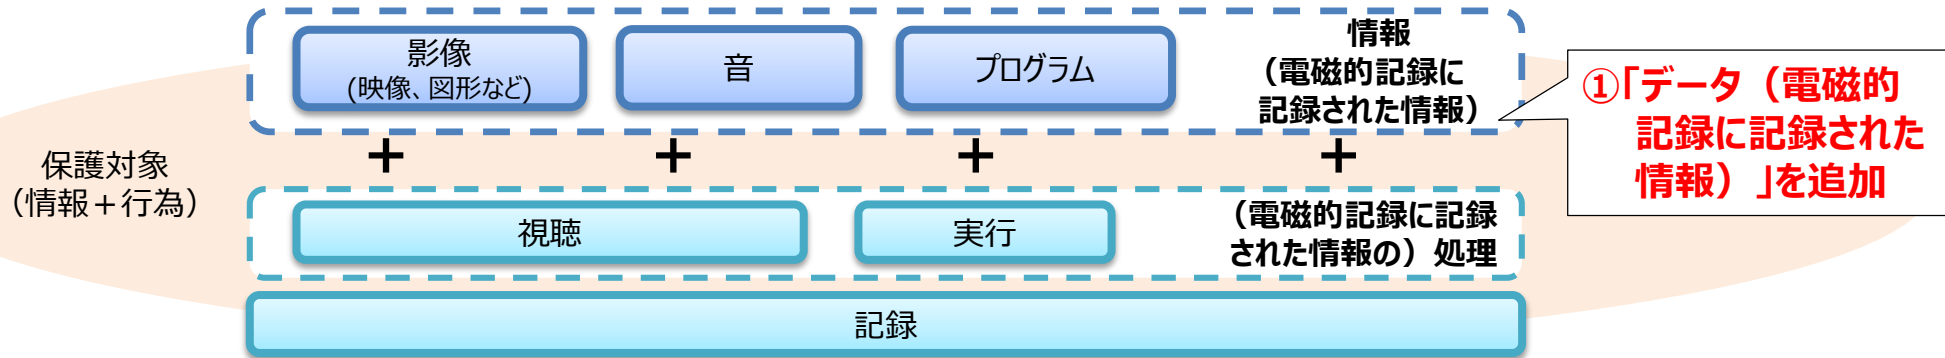 影像
(映像、図形など)
音
プログラム
情報
（電磁的記録に
記録された情報）
①「データ（電磁的
記録に記録された
情報）」を追加
＋
＋
＋
＋
保護対象
（情報＋行為）
視聴
実行
（電磁的記録に記録
された情報の）処理
記録